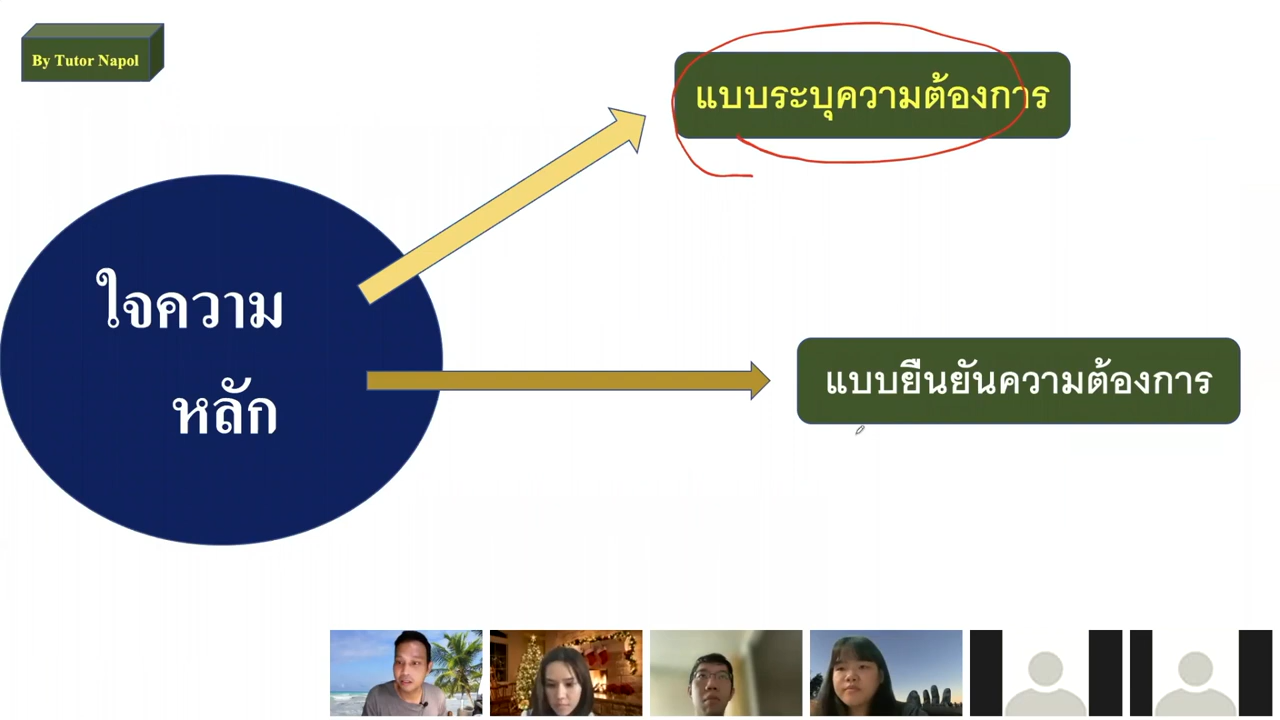 By Tutor Napol
แบบระบุความต้องการ
ใจความ
หลัก
แบบยืนยันความต้องการ